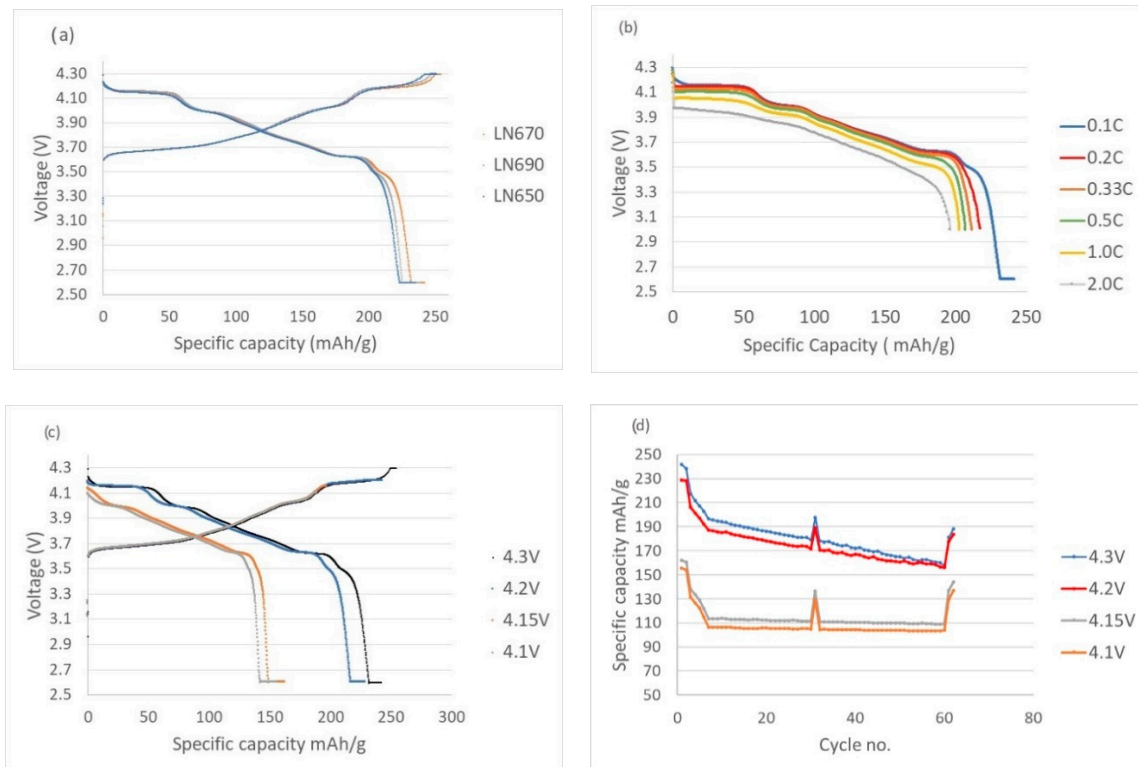 (a)
4.30
4.10
3.90
3.70
3.50
3.30
3.10
2.90
2.70
2.50
Voltage (V)
0 50 100 150 200 250
Specific capacity (mAh/g)
LN670
LN690
LN650
(b)
4.3
4.1
3.9
3.7
3.5
3.3
3.1
2.9
2.7
2.5
Voltage (V)
0 50 100 150 200 250
Specific Capacity ( mAh/g)
0.1C
0.2C
0.33C
0.5C
1.0C
2.0C
(c)
4.3
4.1
3.9
3.7
3.5
3.3
3.1
2.9
2.7
2.5
Voltage (V)
0 50 100 150 200 250 300
Specific capacity mAh/g
4.3V
4.2V
4.15V
4.1V
(d)
250
230
210
190
170
150
130
110
90
70
50
Specific capacity mAh/g
0 20 40 60 80
Cycle no.
4.3V
4.2V
4.15V
4.1V